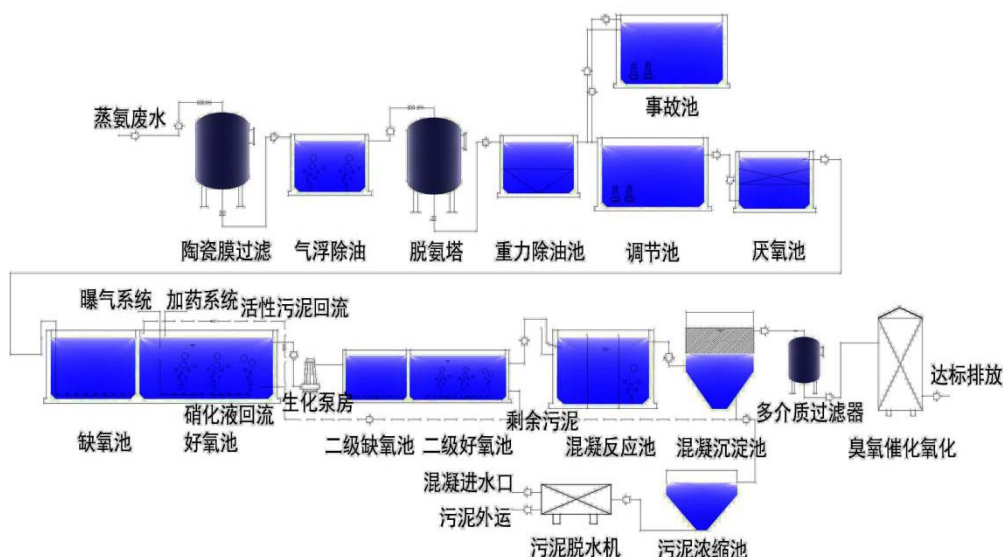 蒸氨废水
事故池
陶瓷膜过滤
气浮除油
脱氨塔
重力除油池
调节池
厌氧池
曝气系统
加药系统
活性污泥回流
硝化液回流
生化泵房
剩余污泥
多介质过滤器
达标排放
缺氧池
好氧池
二级缺氧池
二级好氧池
混凝反应池
混凝沉淀池
臭氧催化氧化
混凝进水口
污泥外运
污泥脱水机
污泥浓缩池